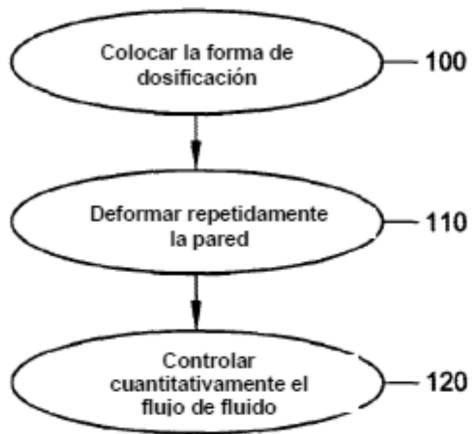 Colocar la forma de
dosificación
100
Deformar repetidamente
la pared
110
Controlar
cuantitativamente el
flujo de fluido
120